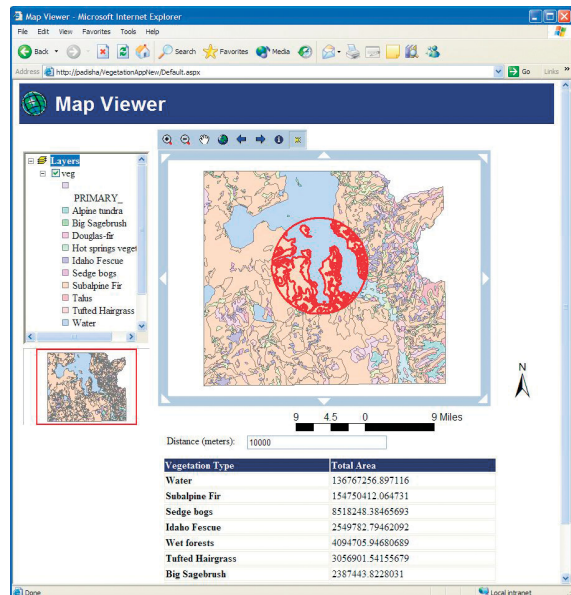 Map Viewer - Microsoft Internet Explorer
File Edit View Favorites Tools Help
Back Search Favorites Media
Address http://padisha/VegetationAppNew/Default.aspx Go Links »
Map Viewer
Layers
veg
PRIMARY_
Alpine tundra
Big Sagebrush
Douglas-fir
Hot springs veget
Idaho Fescue
Sedge bogs
Subalpine Fir
Talus
Tufted Hairgrass
Water
N
9 4.5 0 9 Miles
Distance (meters): 10000
Vegetation Type Total Area
Water 136767256.897116
Subalpine Fir 154750412.064731
Sedge bogs 8518248.38465693
Idaho Fescue 2549782.79462092
Wet forests 4094705.94680689
Tufted Hairgrass 3056901.54155679
Big Sagebrush 2387443.8228031
Done Local intranet